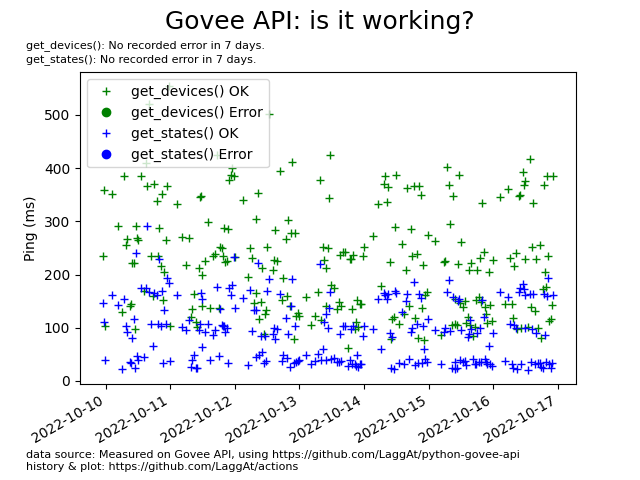 Govee API: is it working?
get_devices(): No recorded error in 7 days.
get_states(): No recorded error in 7 days.
get_devices() OK
get_devices() Error
get_states() OK
get_states() Error
Ping (ms)
500
400
300
200
100
0
2022-10-10
2022-10-11
2022-10-12
2022-10-13
2022-10-14
2022-10-15
2022-10-16
2022-10-17
data source: Measured on Govee API, using https://github.com/LaggAt/python-govee-api
history & plot: https://github.com/LaggAt/actions